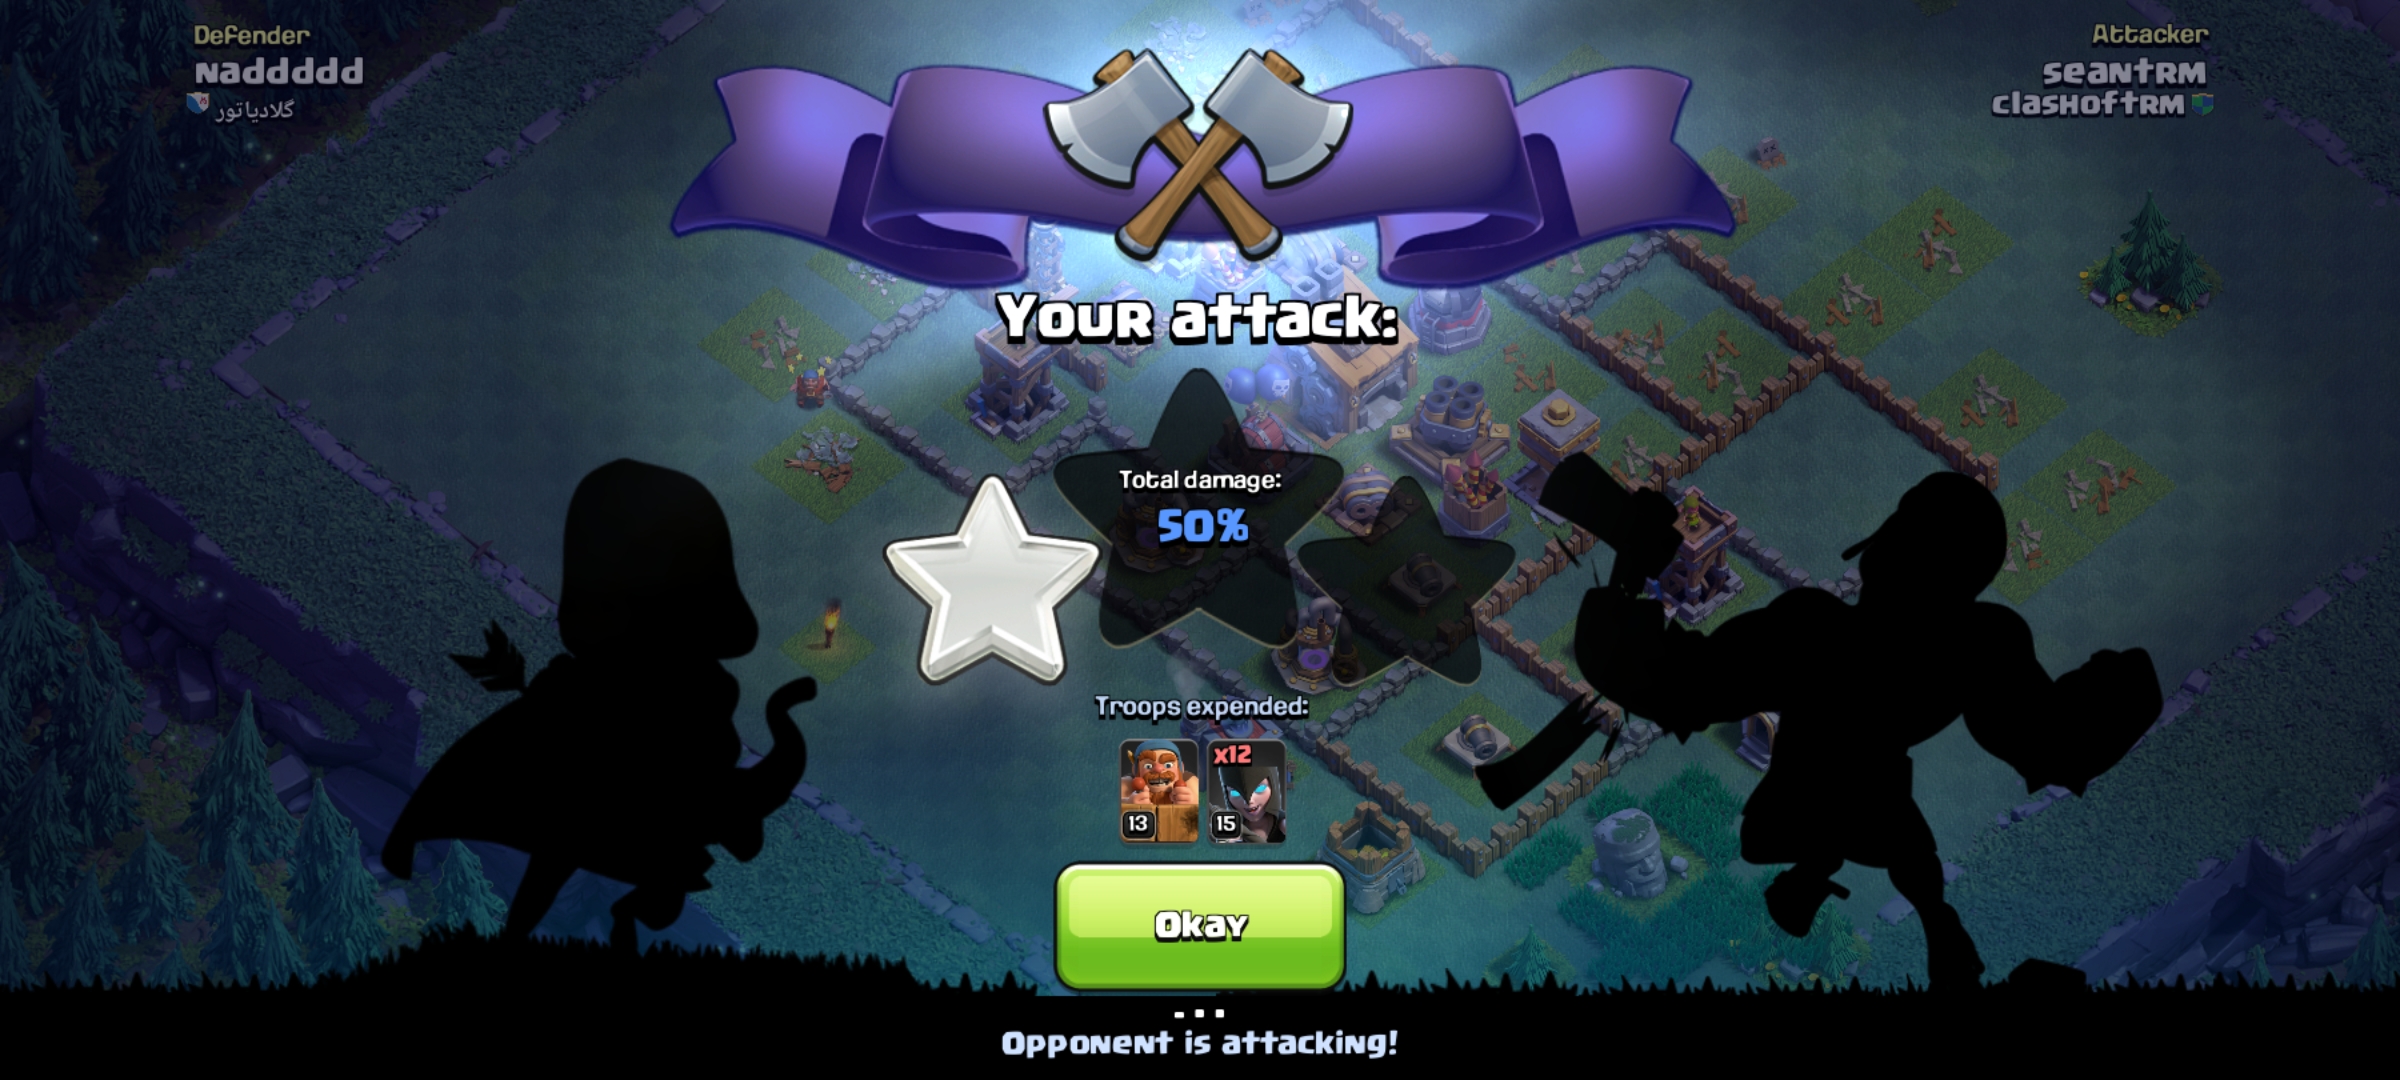 Defender
naddddd
گلادیاتور
Attacker
seantRM
clashoftRM
Your attack:
Total damage:
50%
Troops expended:
x12
13
15
Okay
Opponent is attacking!